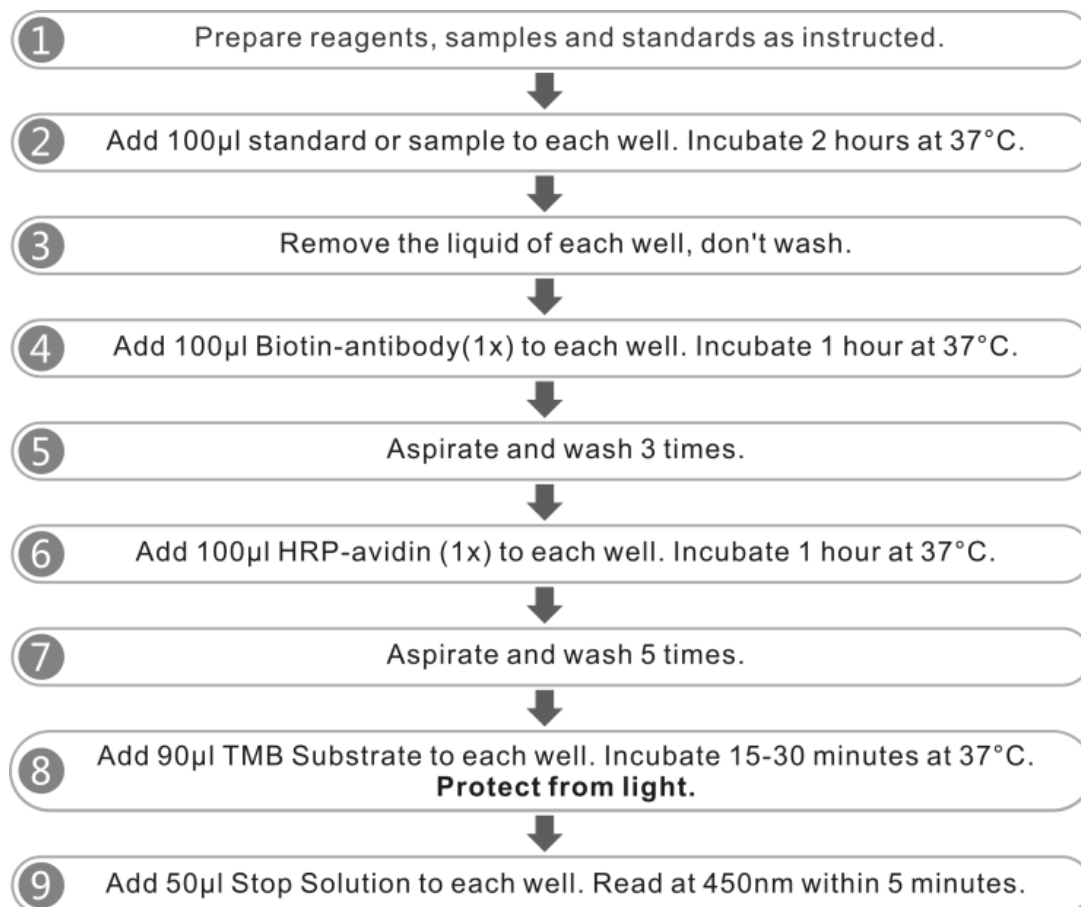 1 Prepare reagents, samples and standards as instructed.
2 Add 100µl standard or sample to each well. Incubate 2 hours at 37°C.
3 Remove the liquid of each well, don't wash.
4 Add 100µl Biotin-antibody(1x) to each well. Incubate 1 hour at 37°C.
5 Aspirate and wash 3 times.
6 Add 100µl HRP-avidin (1x) to each well. Incubate 1 hour at 37°C.
7 Aspirate and wash 5 times.
8 Add 90µl TMB Substrate to each well. Incubate 15-30 minutes at 37°C.
Protect from light.
9 Add 50µl Stop Solution to each well. Read at 450nm within 5 minutes.